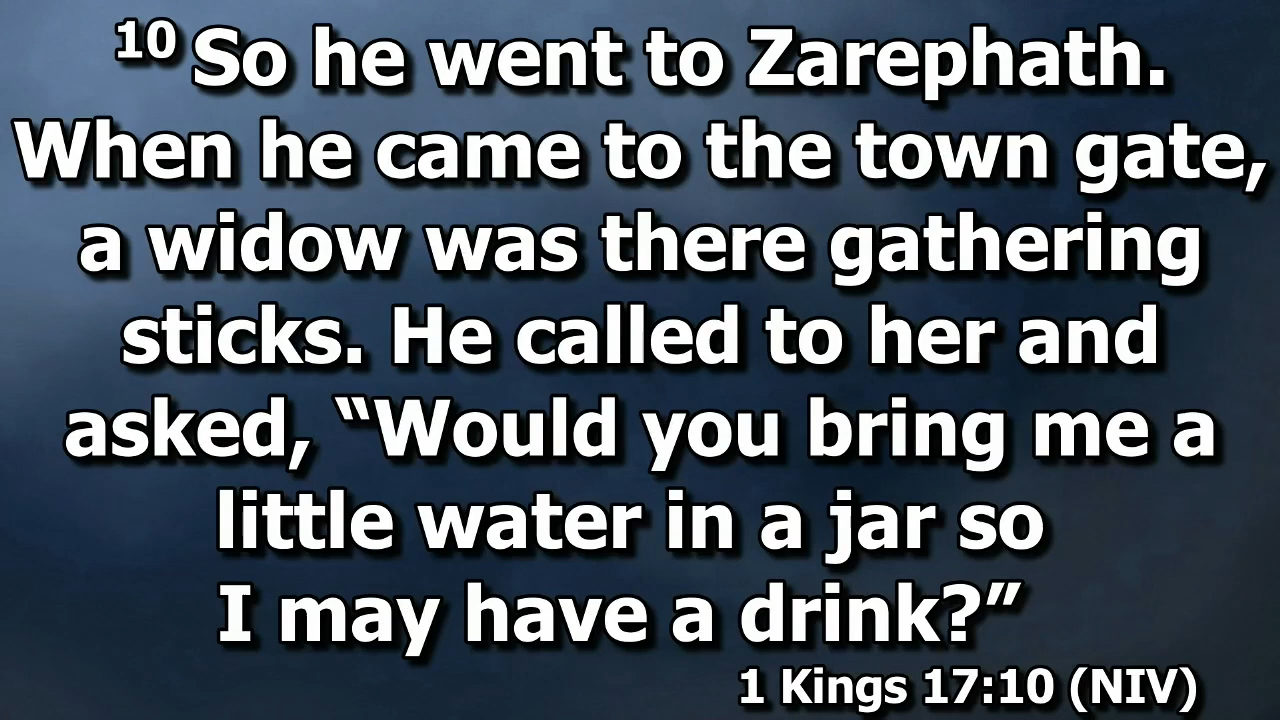 10 So he went to Zarephath.
When he came to the town gate,
a widow was there gathering
sticks. He called to her and
asked, “Would you bring me a
little water in a jar so
I may have a drink?”
1 Kings 17:10 (NIV)